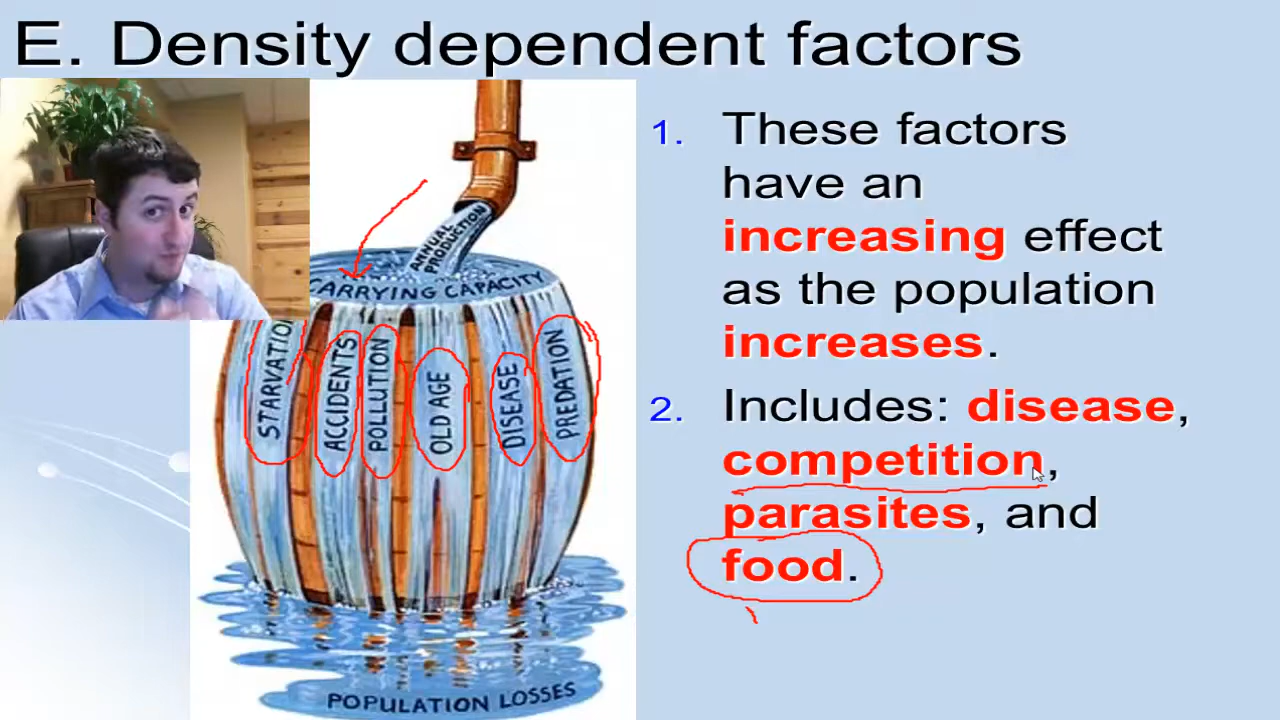 E. Density dependent factors
1. These factors
have an
increasing effect
as the population
increases.
2. Includes: disease,
competition,
parasites, and
food.
ANNUAL
PRODUCTION
CARRYING CAPACITY
STARVATIO
ACCIDENTS
POLLUTION
OLD AGE
DISEASE
PREDATION
POPULATION LOSSES